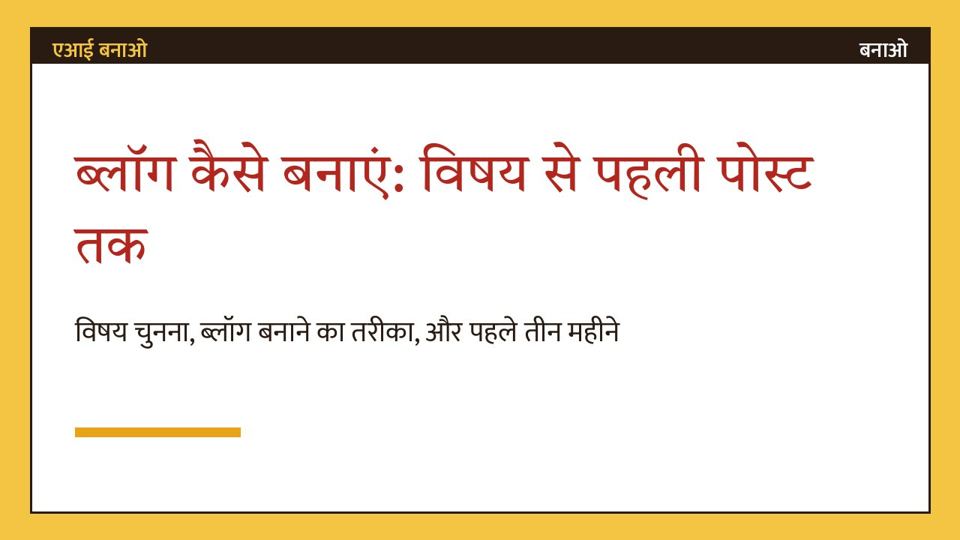 एआई बनाओ
बनाओ
ब्लॉग कैसे बनाएं: विषय से पहली पोस्ट
तक
विषय चुनना, ब्लॉग बनाने का तरीका, और पहले तीन महीने